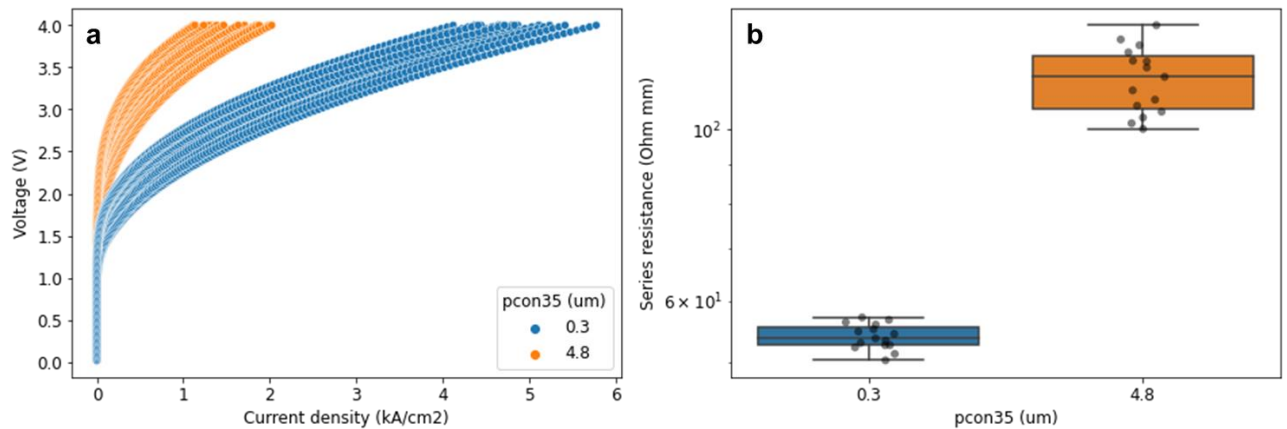 a
4.0
3.5
3.0
2.5
2.0
1.5
1.0
0.5
0.0
Voltage (V)
0 1 2 3 4 5 6
Current density (kA/cm2)
pcon35 (um)
0.3
4.8
b
10²
6 × 10¹
Series resistance (Ohm mm)
0.3 4.8
pcon35 (um)